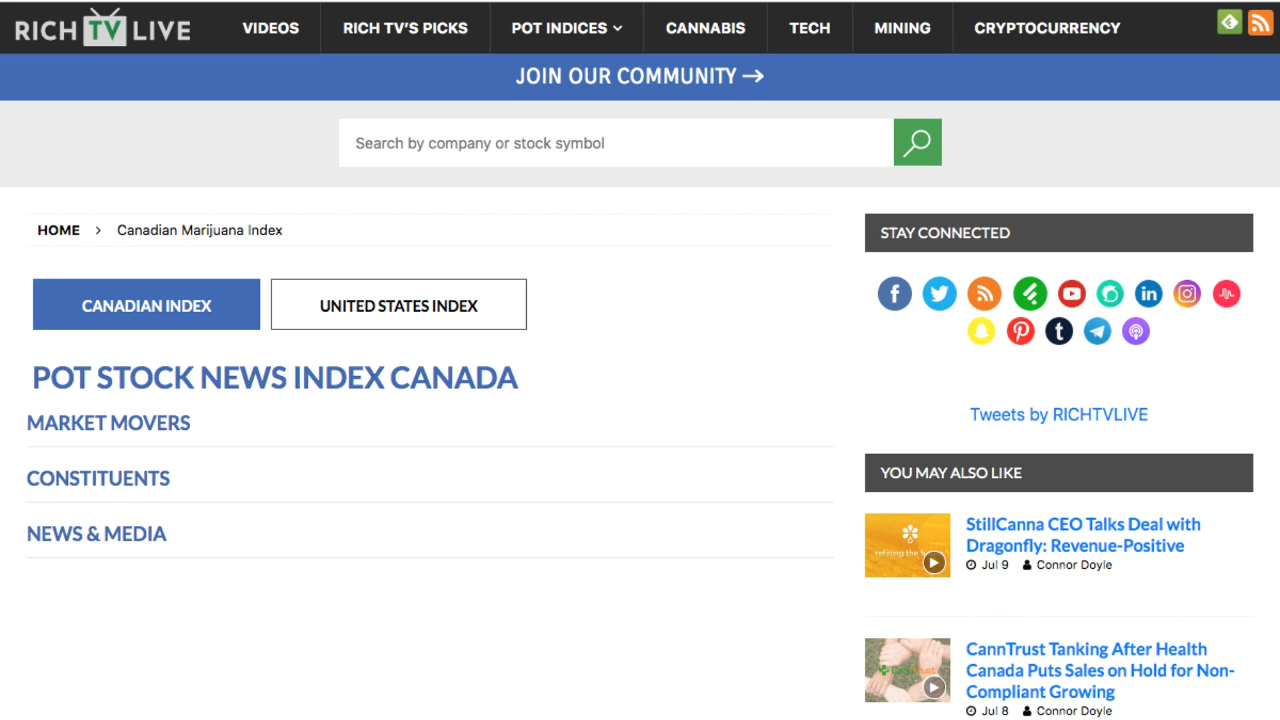 RICH TV LIVE
VIDEOS
RICH TV'S PICKS
POT INDICES
CANNABIS
TECH
MINING
CRYPTOCURRENCY
JOIN OUR COMMUNITY →
Search by company or stock symbol
HOME > Canadian Marijuana Index
CANADIAN INDEX
UNITED STATES INDEX
POT STOCK NEWS INDEX CANADA
MARKET MOVERS
CONSTITUENTS
NEWS & MEDIA
STAY CONNECTED
Tweets by RICHTVLIVE
YOU MAY ALSO LIKE
refining the
StillCanna CEO Talks Deal with
Dragonfly: Revenue-Positive
Jul 9 Connor Doyle
CannTrust
CannTrust Tanking After Health
Canada Puts Sales on Hold for Non-
Compliant Growing
Jul 8 Connor Doyle